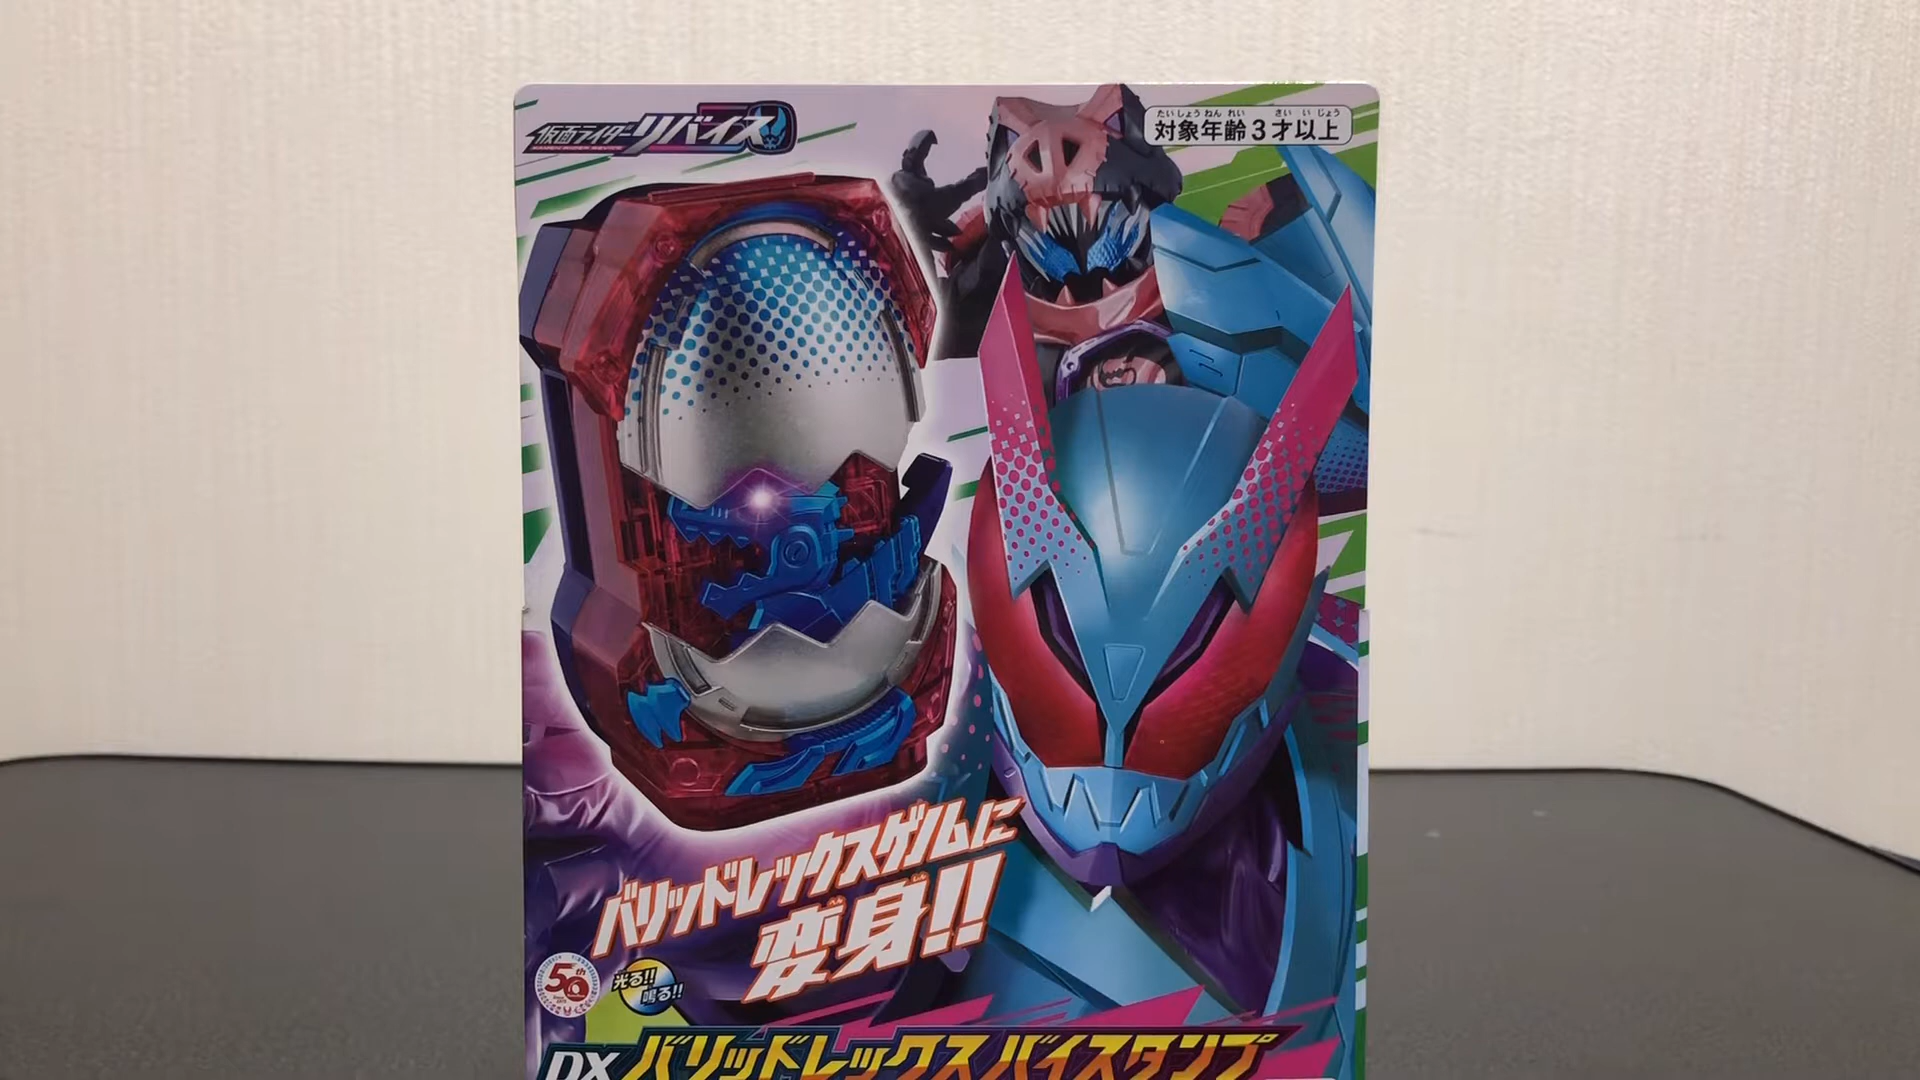 仮面ライダーリバイス
たいしょうねんれい さいいじょう
対象年齢3才以上
バリッドレックスゲノムに
変身!!
50th
光る!!
鳴る!!
DXバリッドレックスバイスタンプ